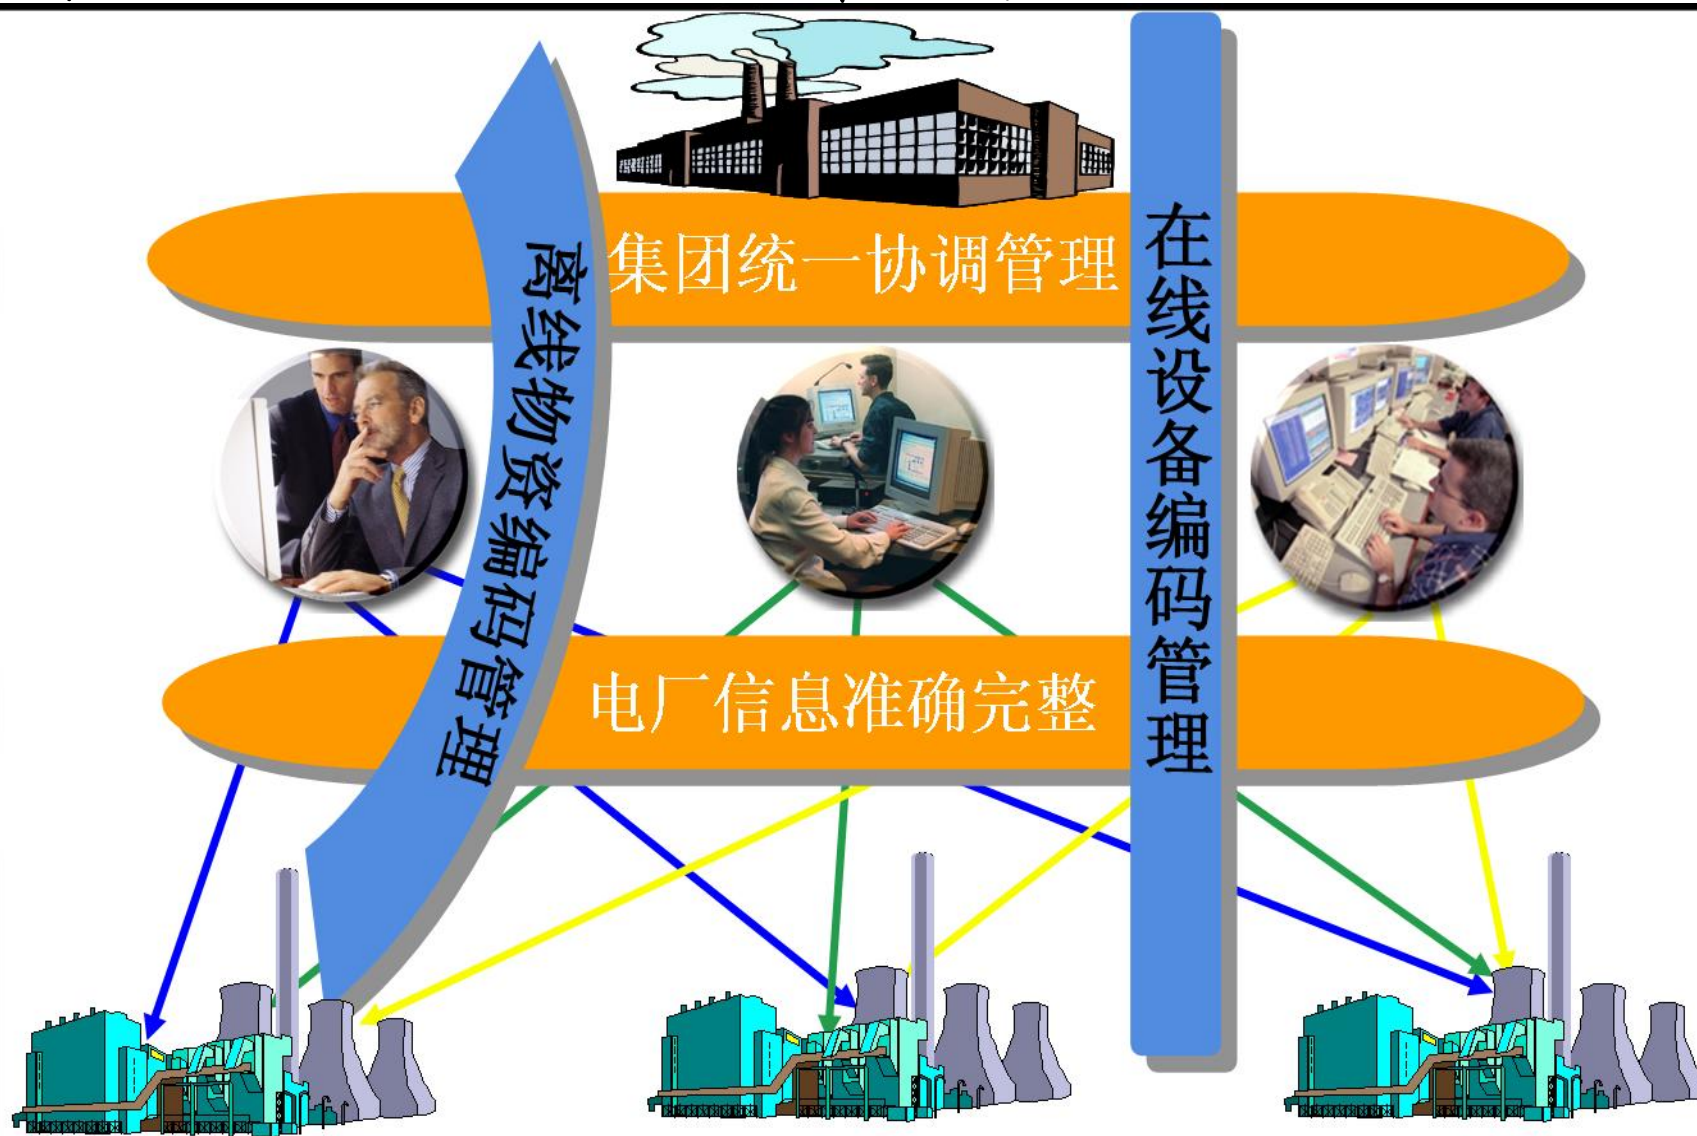 集团统一协调管理
离线物资编码管理
在线设备编码管理
电厂信息准确完整